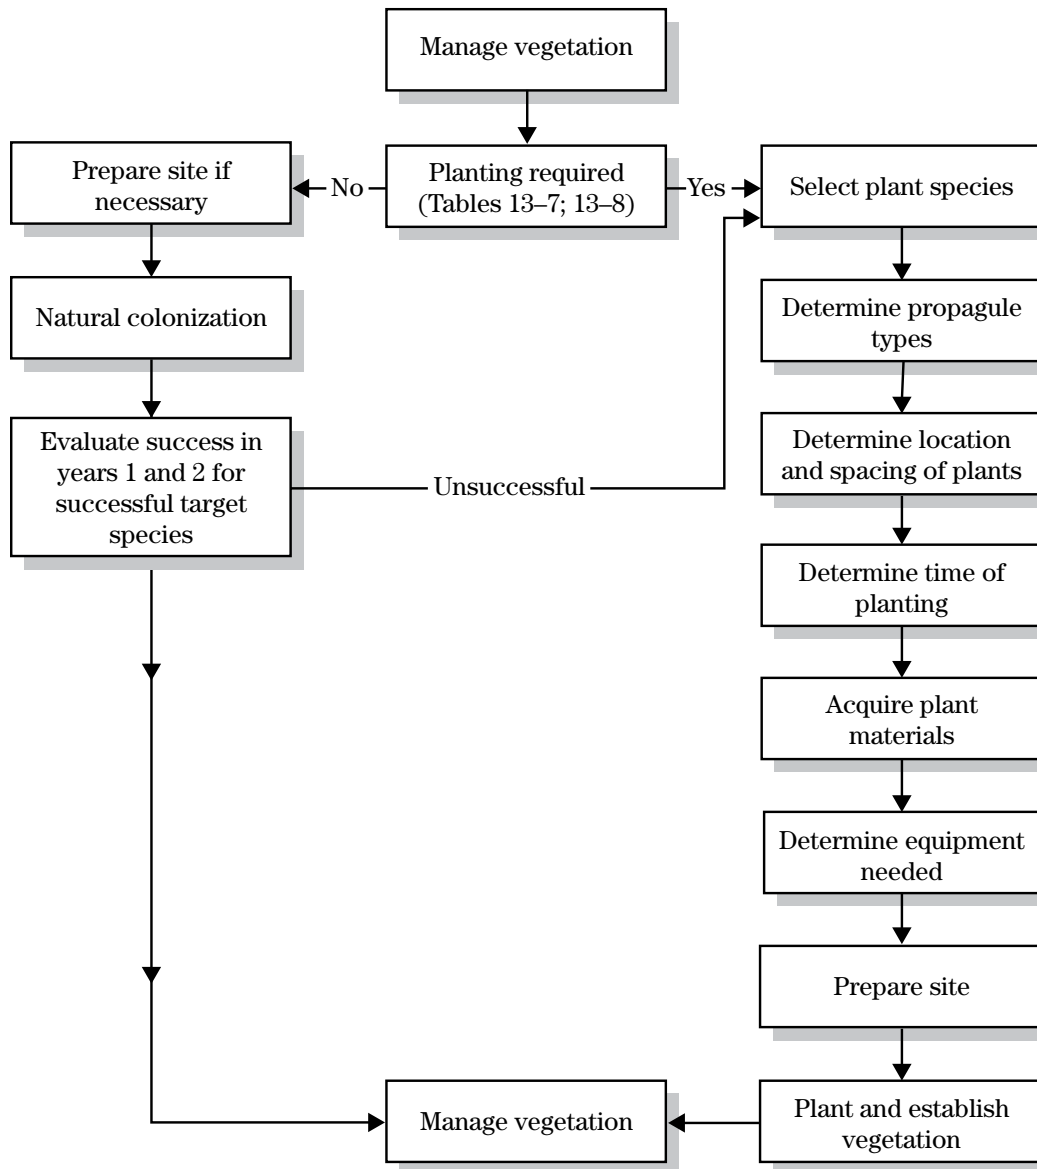 Manage vegetation
Prepare site if
necessary
No
Planting required
(Tables 13–7; 13–8)
Yes
Select plant species
Natural colonization
Determine propagule
types
Evaluate success in
years 1 and 2 for
successful target
species
Unsuccessful
Determine location
and spacing of plants
Determine time of
planting
Acquire plant
materials
Determine equipment
needed
Prepare site
Manage vegetation
Plant and establish
vegetation